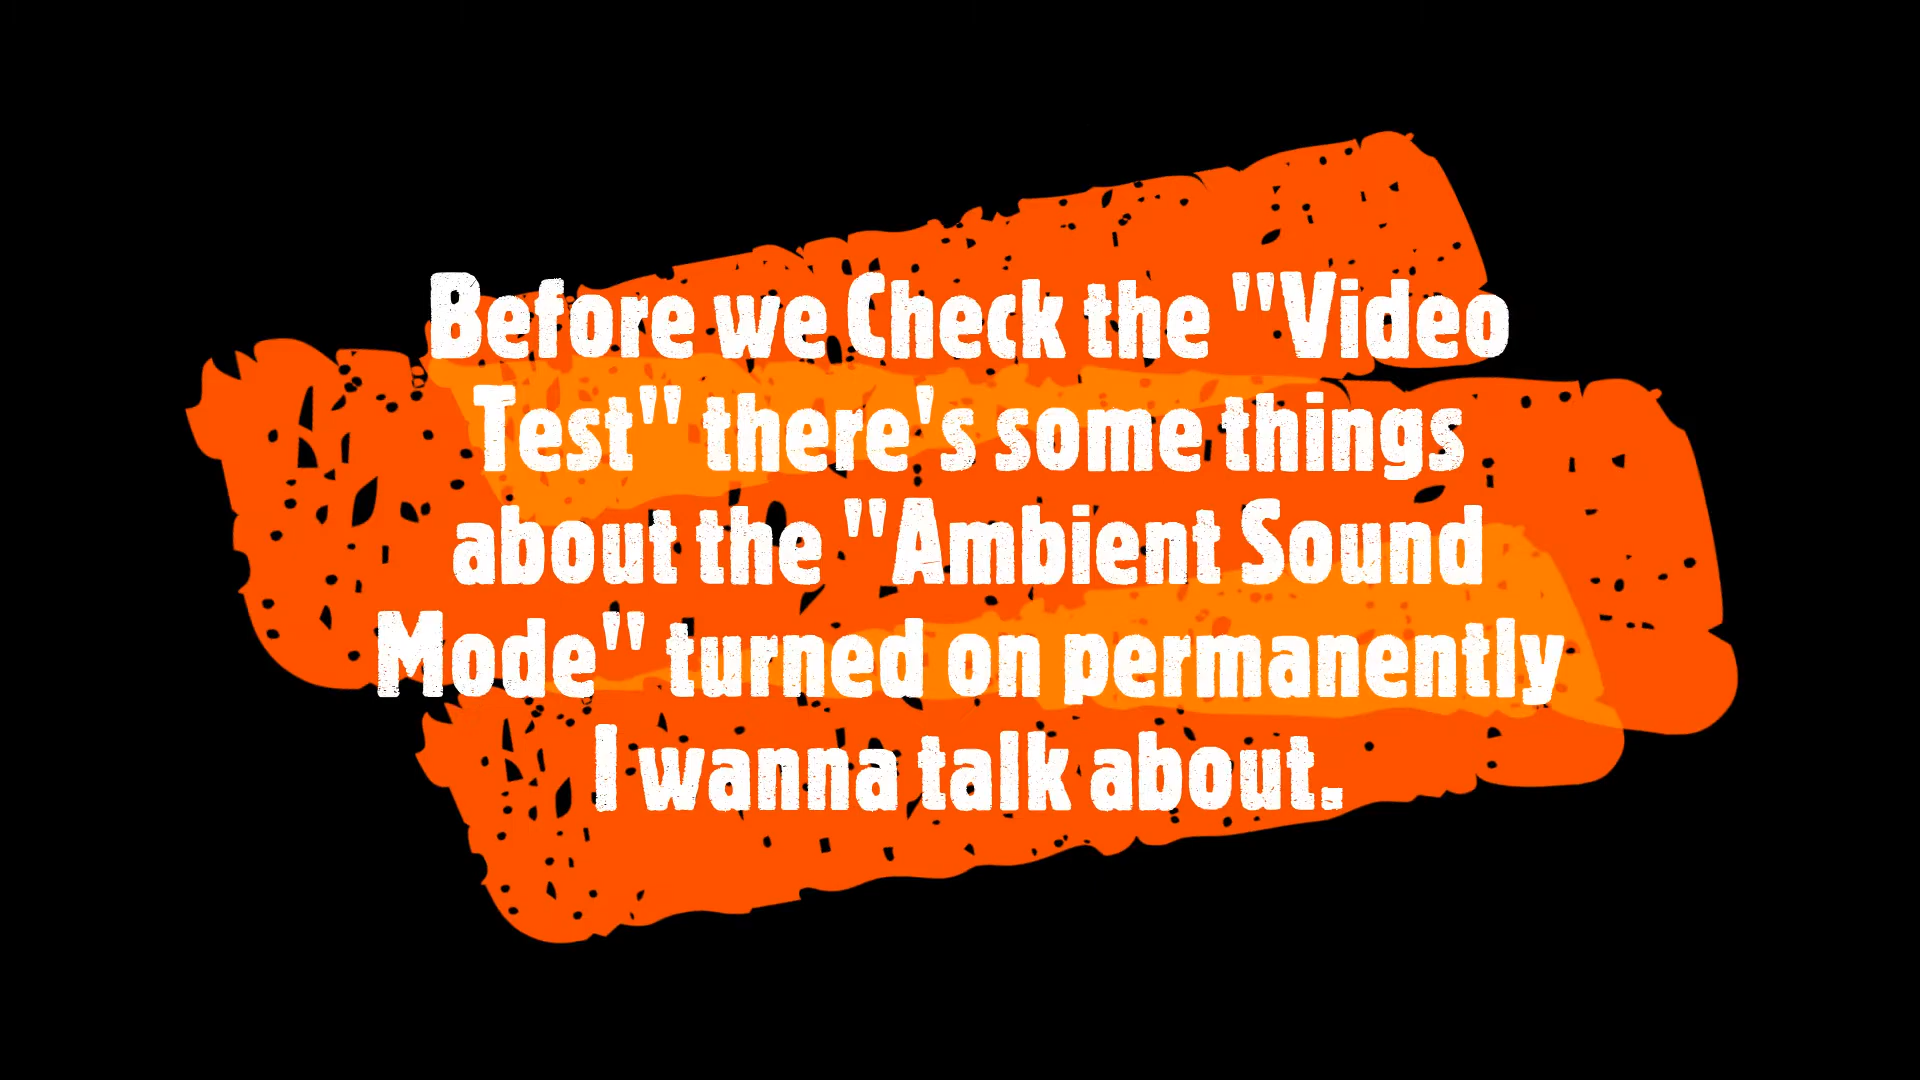 Before we Check the "Video
Test" there's some things
about the "Ambient Sound
Mode" turned on permanently
I wanna talk about.